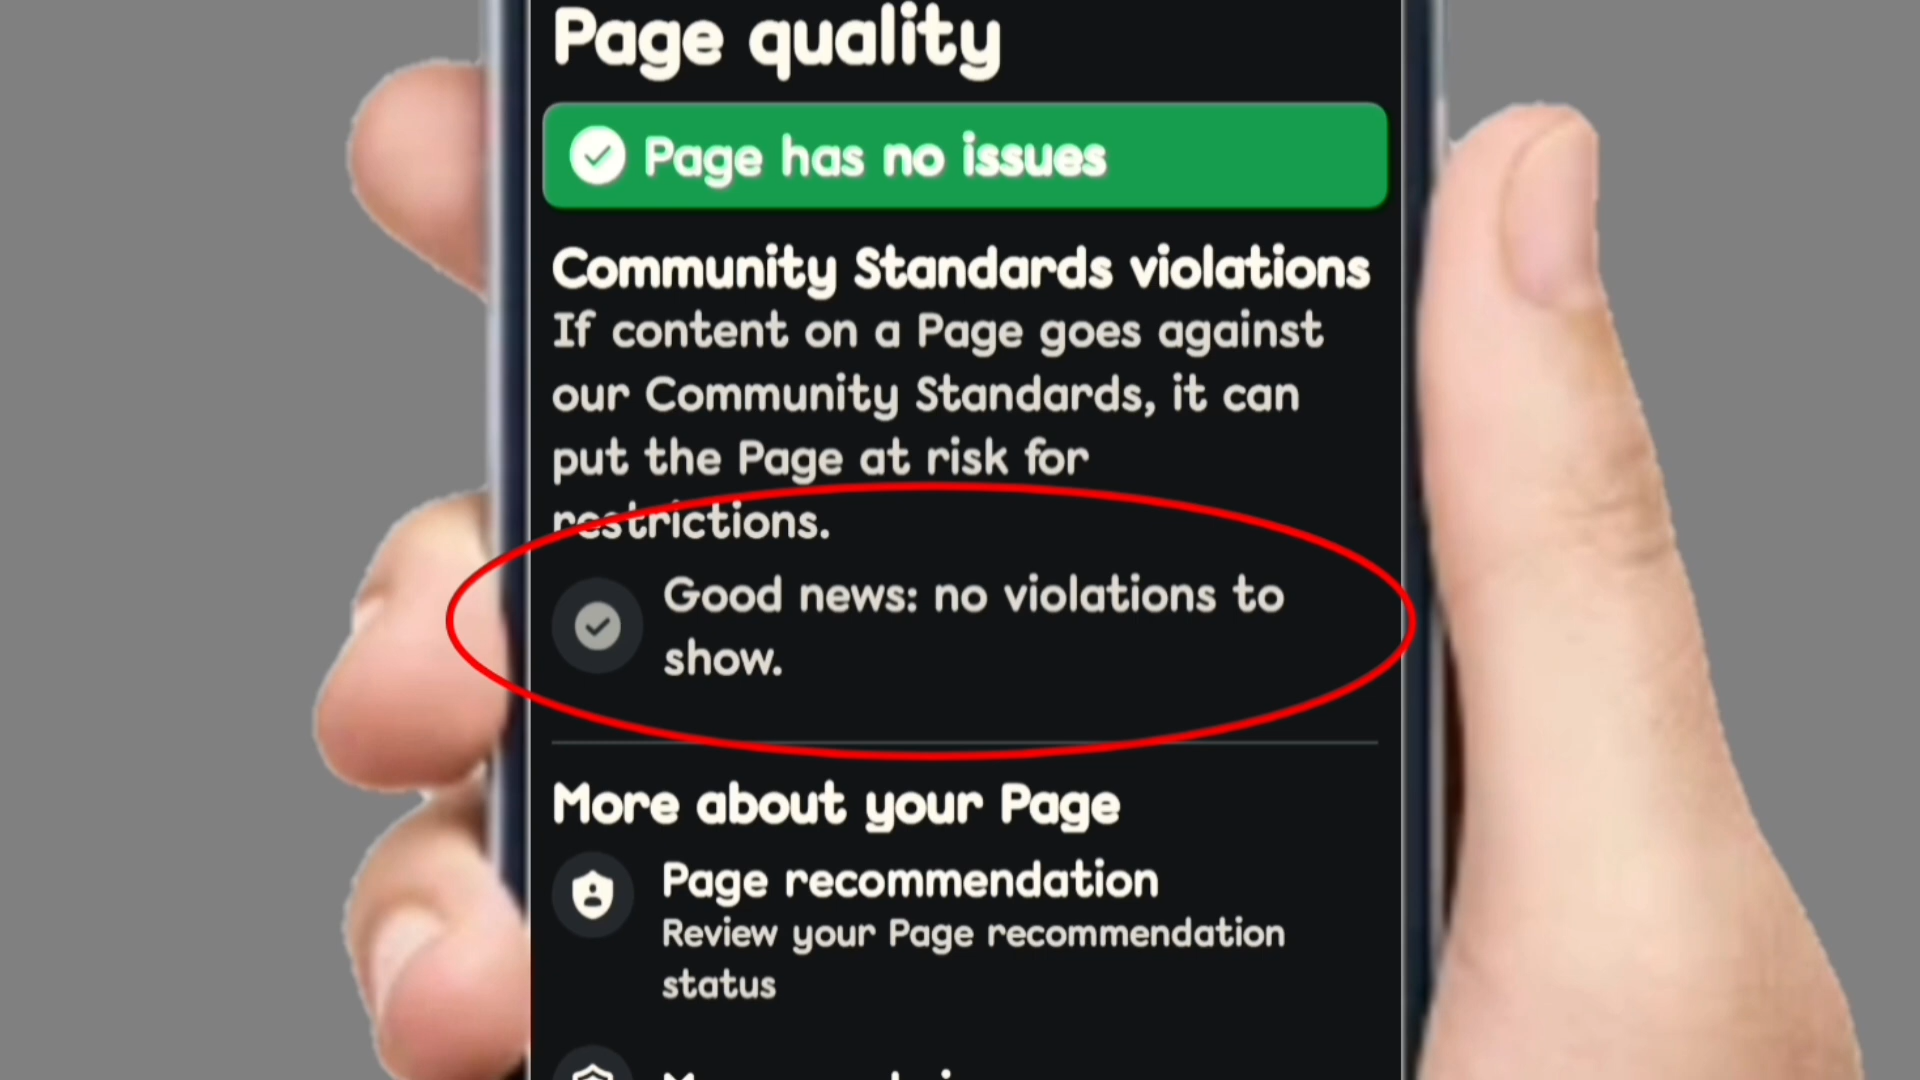 Page quality
Page has no issues
Community Standards violations
If content on a Page goes against
our Community Standards, it can
put the Page at risk for
restrictions.
Good news: no violations to
show.
More about your Page
Page recommendation
Review your Page recommendation
status